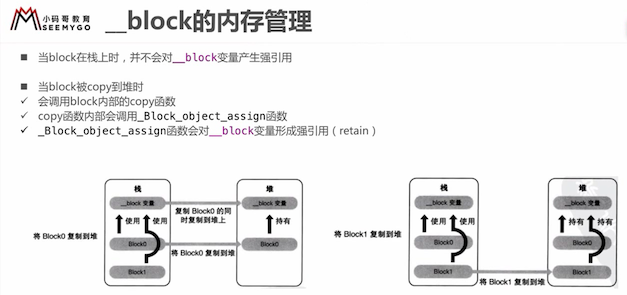 小码哥教育
SEEMYGO
__block的内存管理
当block在栈上时，并不会对__block变量产生强引用
当block被copy到堆时
会调用block内部的copy函数
copy函数内部会调用_Block_object_assign函数
_Block_object_assign函数会对__block变量形成强引用（retain）
栈
堆
__block 变量
__block 变量
复制 Block0 的同
时复制到堆上
使用
使用
持有
将 Block0 复制到堆
Block0
Block0
将 Block0 复制到堆
Block1
栈
堆
__block 变量
__block 变量
使用
使用
持有
持有
将 Block1 复制到堆
Block0
Block0
Block1
Block1
将 Block1 复制到堆